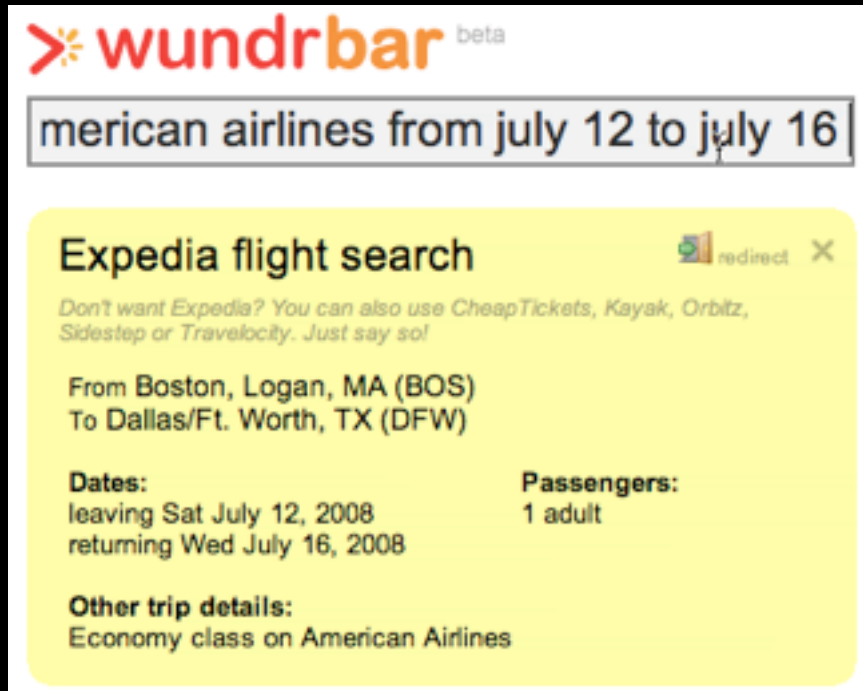 wundrbar beta
merican airlines from july 12 to july 16
Expedia flight search
redirect
Don't want Expedia? You can also use CheapTickets, Kayak, Orbitz,
Sidestep or Travelocity. Just say so!
From Boston, Logan, MA (BOS)
To Dallas/Ft. Worth, TX (DFW)
Dates:
leaving Sat July 12, 2008
returning Wed July 16, 2008
Passengers:
1 adult
Other trip details:
Economy class on American Airlines